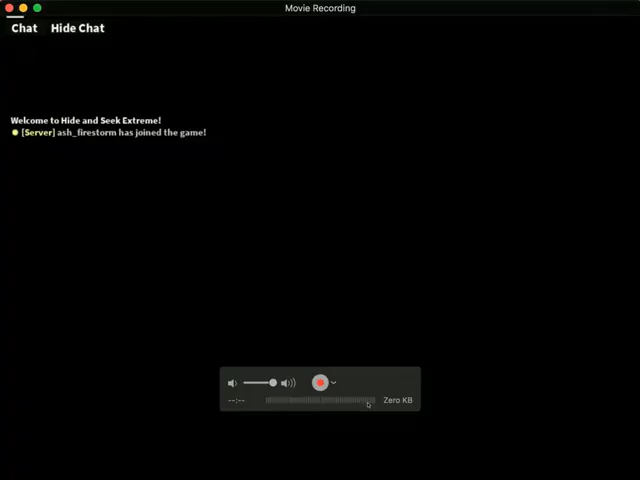 Movie Recording
Chat Hide Chat
Welcome to Hide and Seek Extreme!
[Server] ash_firestorm has joined the game!
--:-- Zero KB